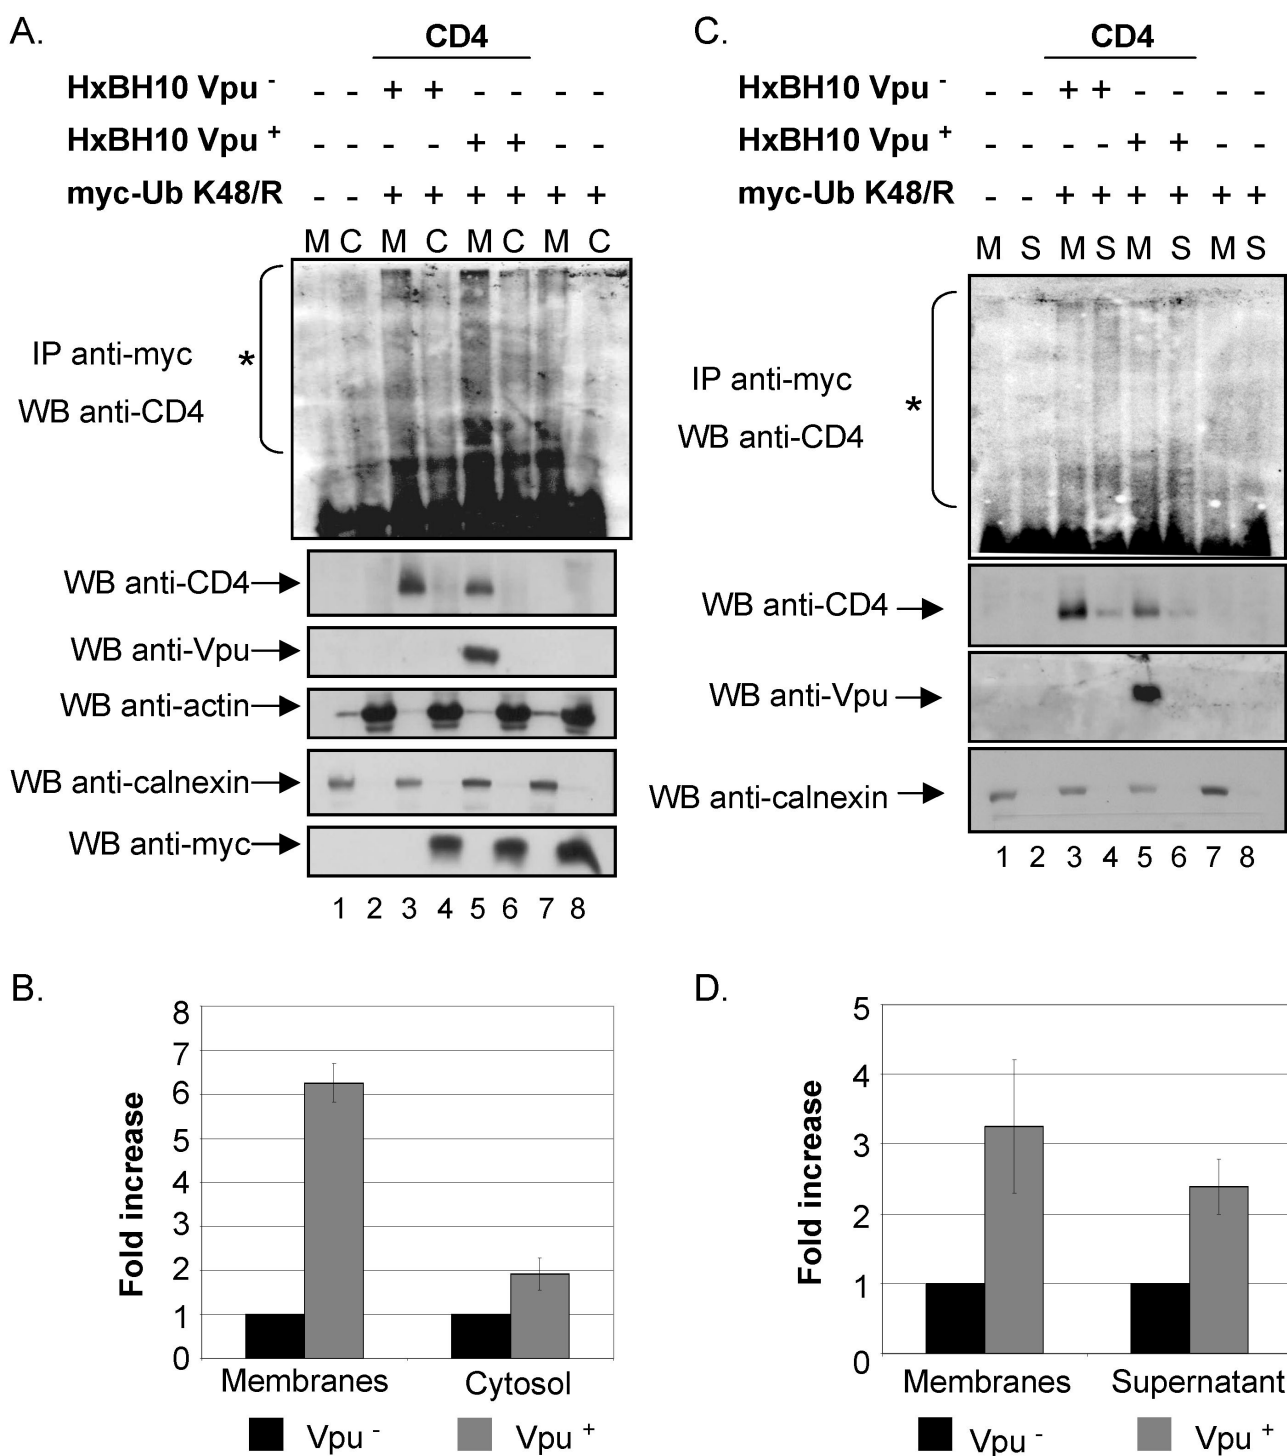 A.
CD4
HxBH10 Vpu - - - + + - - - -
HxBH10 Vpu + - - - - + + - -
myc-Ub K48/R - - + + + + + +
M C M C M C M C
IP anti-myc
*
WB anti-CD4
WB anti-CD4
WB anti-Vpu
WB anti-actin
WB anti-calnexin
WB anti-myc
1 2 3 4 5 6 7 8
C.
CD4
HxBH10 Vpu - - - + + - - - -
HxBH10 Vpu + - - - - + + - -
myc-Ub K48/R - - + + + + + +
M S M S M S M S
IP anti-myc
*
WB anti-CD4
WB anti-CD4
WB anti-Vpu
WB anti-calnexin
1 2 3 4 5 6 7 8
B.
8
7
6
5
4
3
2
1
0
Fold increase
Membranes Cytosol
Vpu - Vpu +
D.
5
4
3
2
1
0
Fold increase
Membranes Supernatant
Vpu - Vpu +